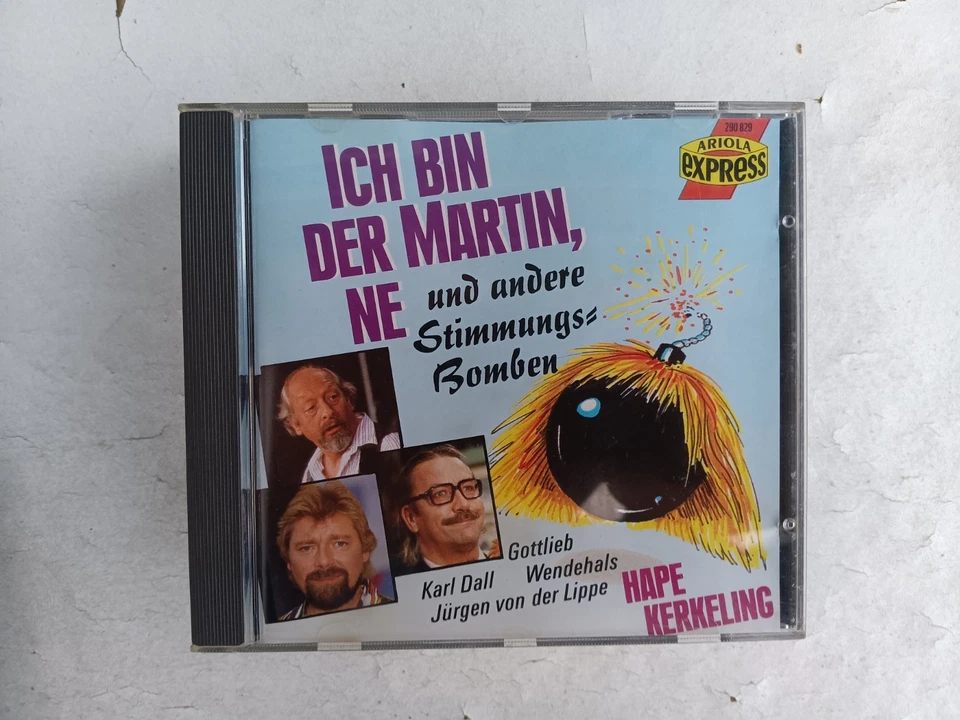 290 829
ARIOLA
eXPRESS
ICH BIN
DER MARTIN,
NE und andere
Stimmungs=
Bomben
Gottlieb
Karl Dall Wendehals
Jürgen von der Lippe
HAPE
KERKELING